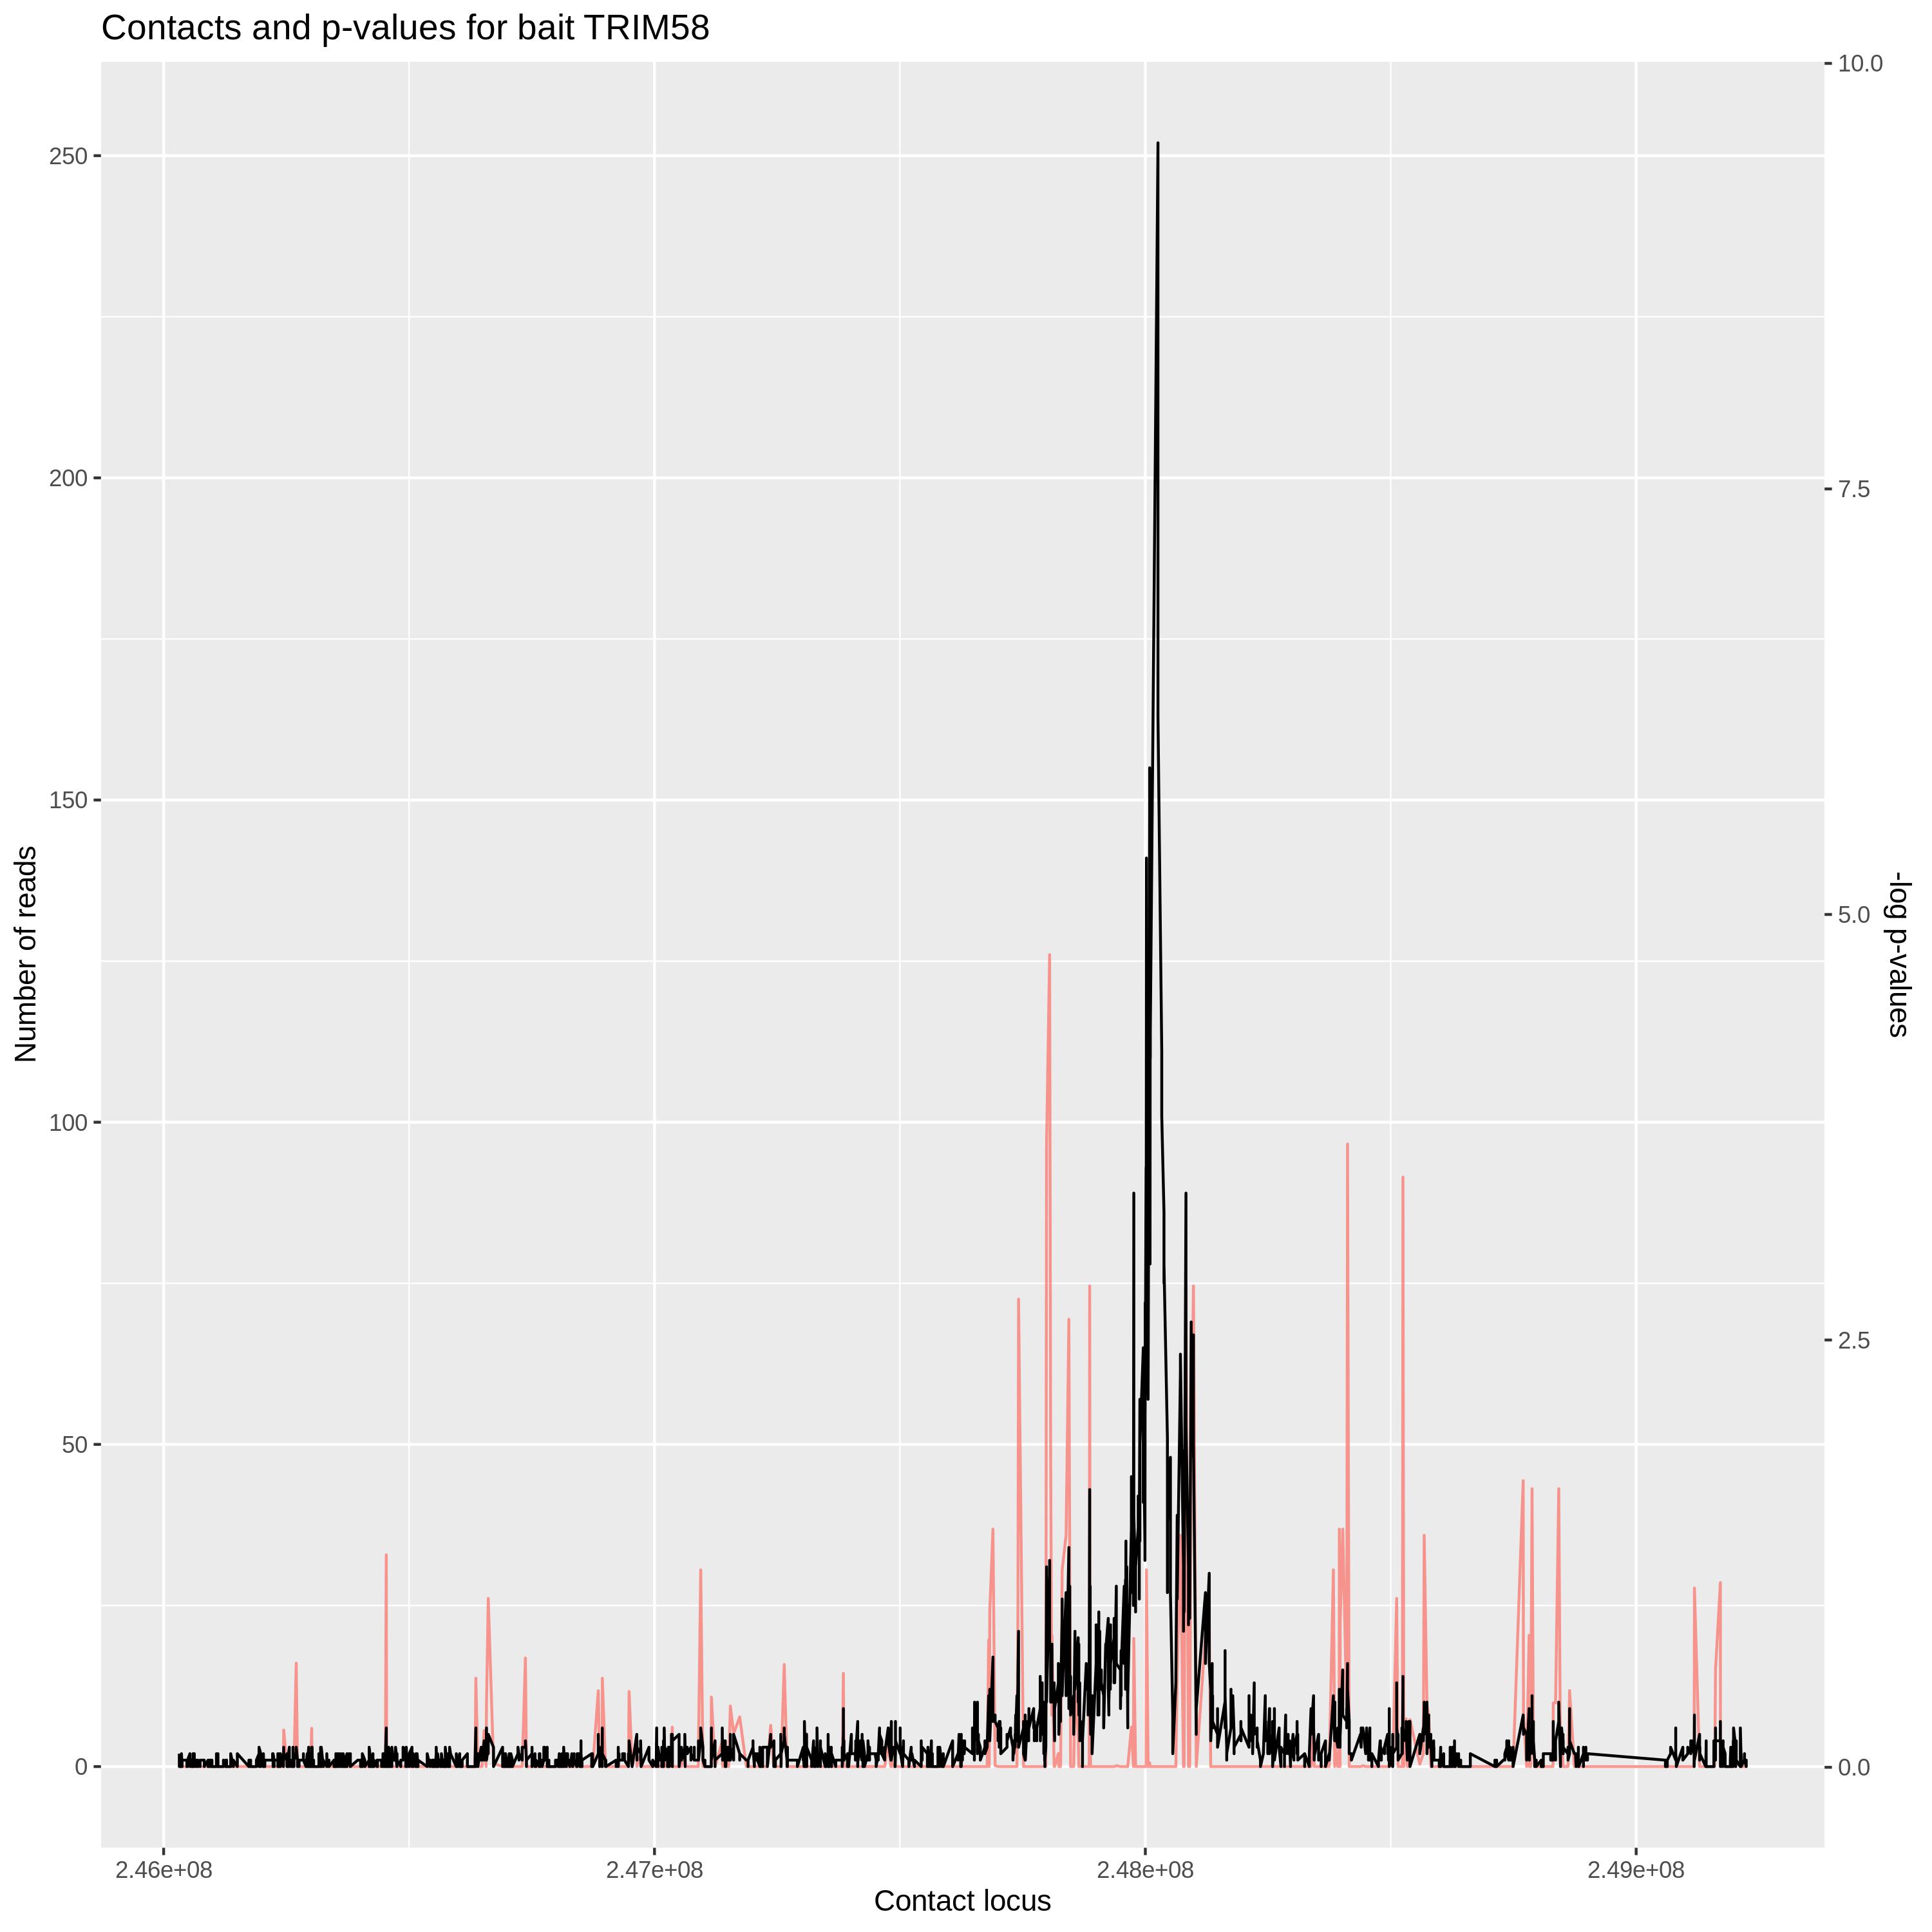 Contacts and p-values for bait TRIM58
250
200
150
100
50
0
Number of reads
10.0
7.5
5.0
2.5
0.0
-log p-values
2.46e+08
2.47e+08
2.48e+08
2.49e+08
Contact locus